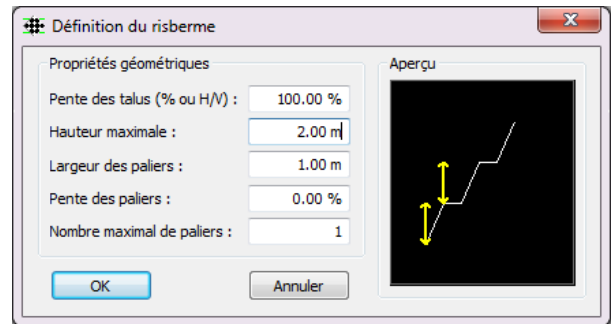 Définition du risberme
Propriétés géométriques
Pente des talus (% ou H/V) : 100.00 %
Hauteur maximale : 2.00 m
Largeur des paliers : 1.00 m
Pente des paliers : 0.00 %
Nombre maximal de paliers : 1
Aperçu
OK
Annuler